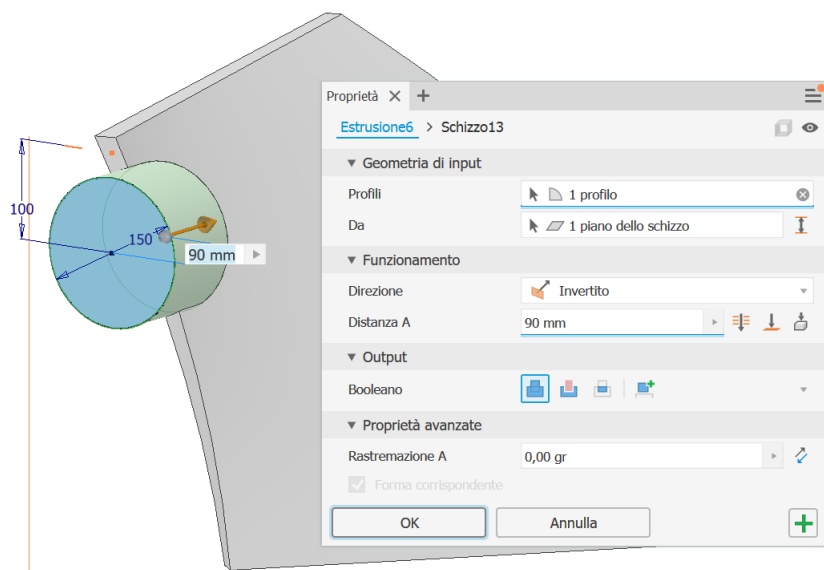 Proprietà
Estrusione6 > Schizzo13
Geometria di input
Profili
1 profilo
Da
1 piano dello schizzo
Funzionamento
Direzione
Invertito
Distanza A
90 mm
Output
Booleano
Proprietà avanzate
Rastremazione A
0,00 gr
Forma corrispondente
OK
Annulla
100
150
90 mm